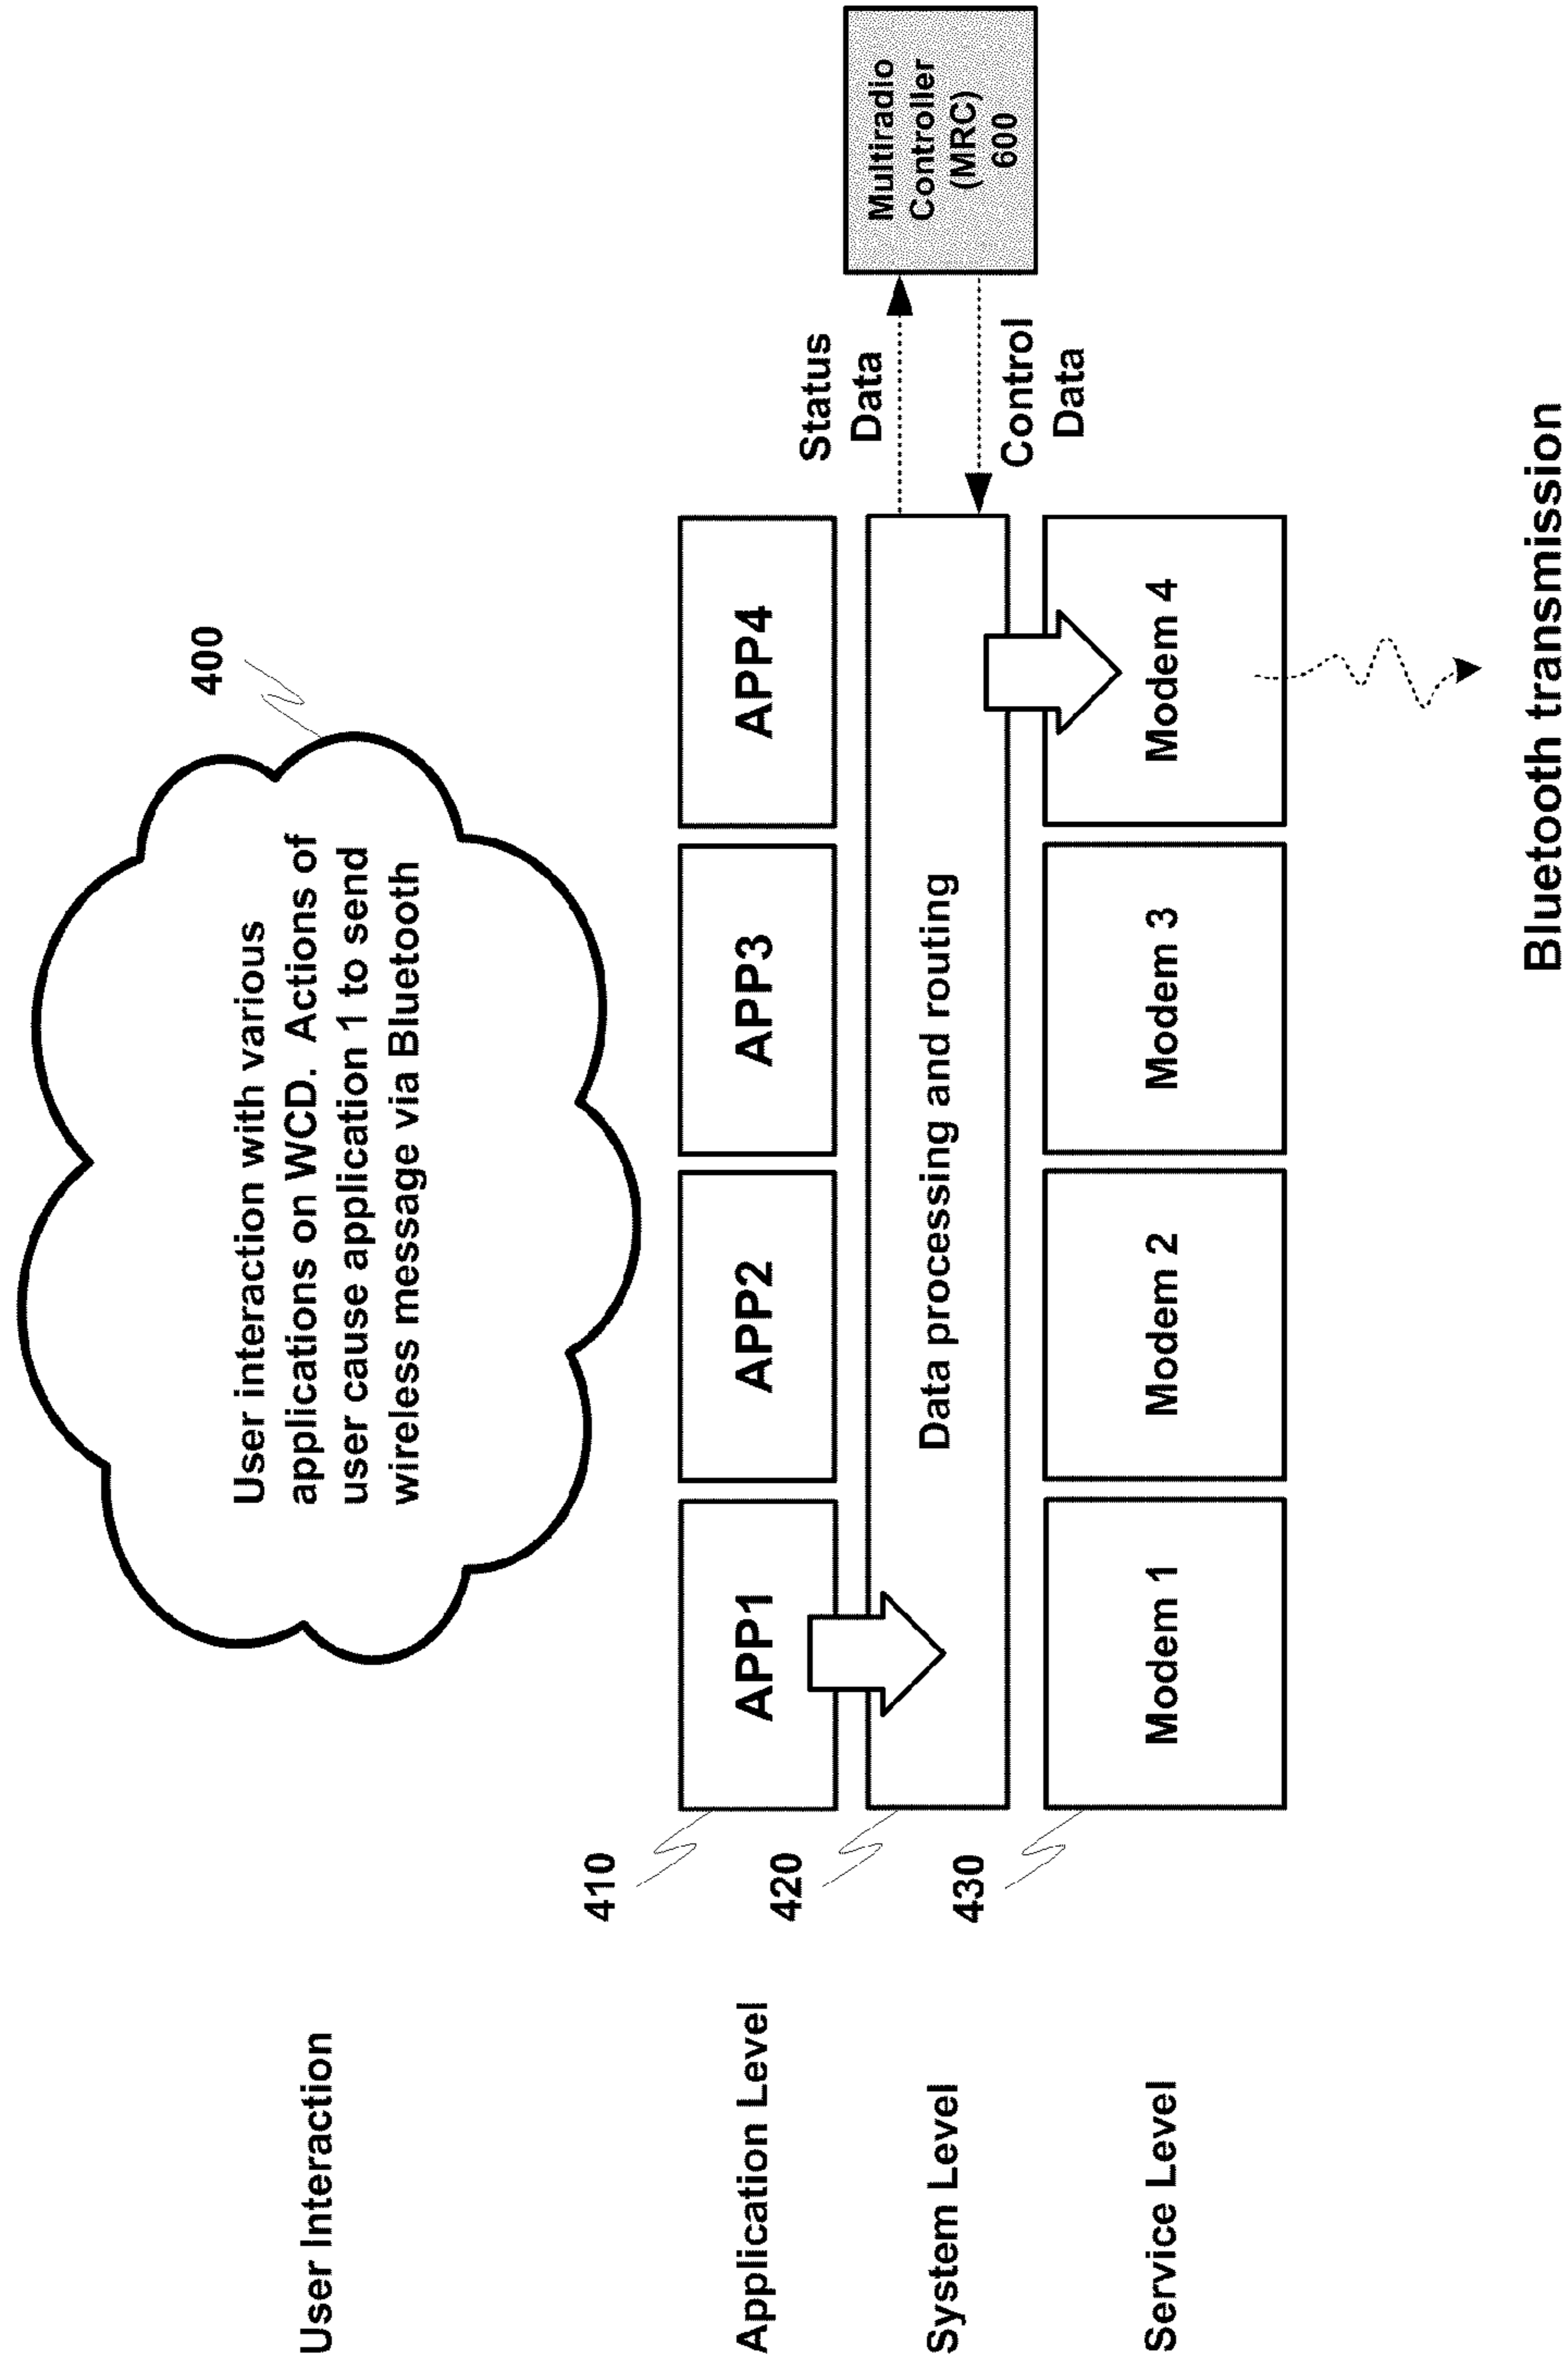 User Interaction
400
User interaction with various
applications on WCD. Actions of
user cause application 1 to send
wireless message via Bluetooth
Application Level
410
APP1
APP2
APP3
APP4
System Level
420
Data processing and routing
Status
Data
Control
Data
Multiradio
Controller
(MRC)
600
Service Level
430
Modem 1
Modem 2
Modem 3
Modem 4
Bluetooth transmission